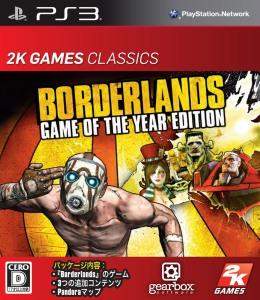 PS3
PlayStation.Network
2K GAMES CLASSICS
BORDERLANDS
GAME OF THE YEAR EDITION
パッケージ内容:
•『Borderlands』のゲーム
• 3つの追加コンテンツ
• Pandoraマップ
CERO
D
gearbox
software
2K
GAMES